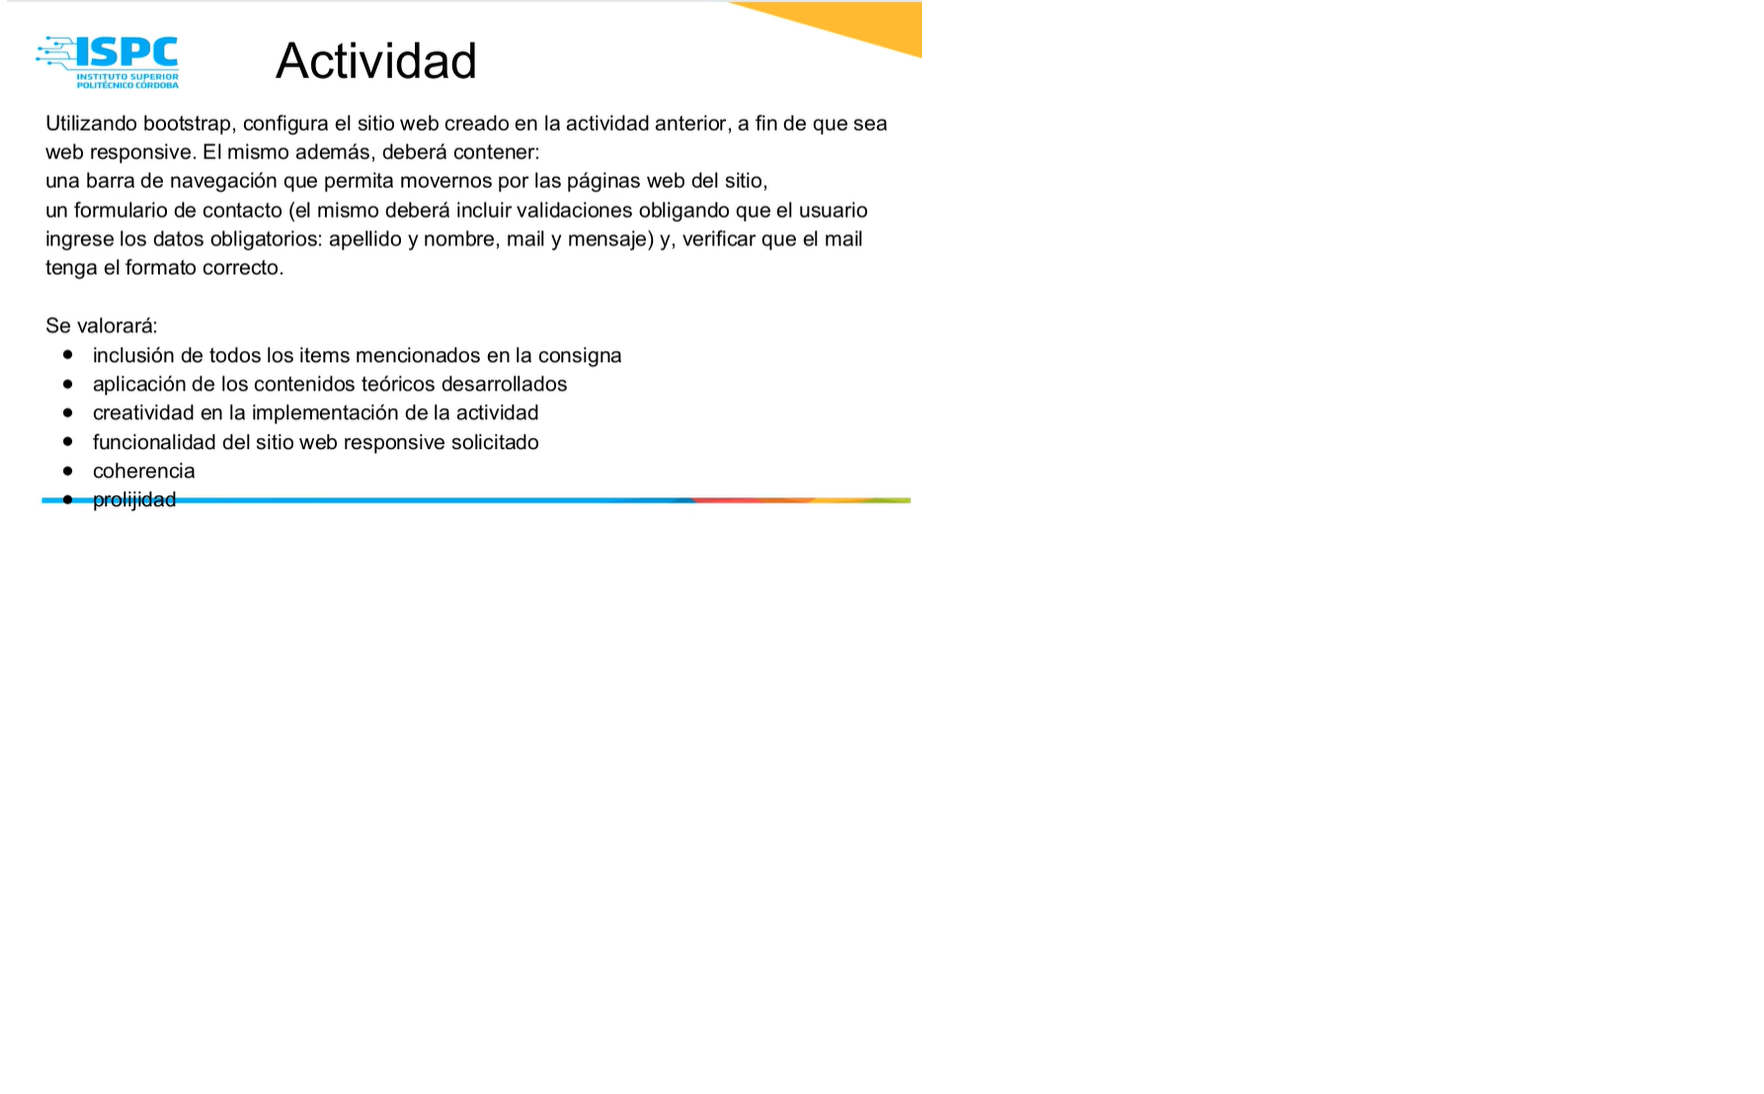 ISPC
INSTITUTO SUPERIOR
POLITÉCNICO CÓRDOBA
Actividad
Utilizando bootstrap, configura el sitio web creado en la actividad anterior, a fin de que sea
web responsive. El mismo además, deberá contener:
una barra de navegación que permita movernos por las páginas web del sitio,
un formulario de contacto (el mismo deberá incluir validaciones obligando que el usuario
ingrese los datos obligatorios: apellido y nombre, mail y mensaje) y, verificar que el mail
tenga el formato correcto.
Se valorará:
● inclusión de todos los items mencionados en la consigna
● aplicación de los contenidos teóricos desarrollados
● creatividad en la implementación de la actividad
● funcionalidad del sitio web responsive solicitado
● coherencia
● prolijidad